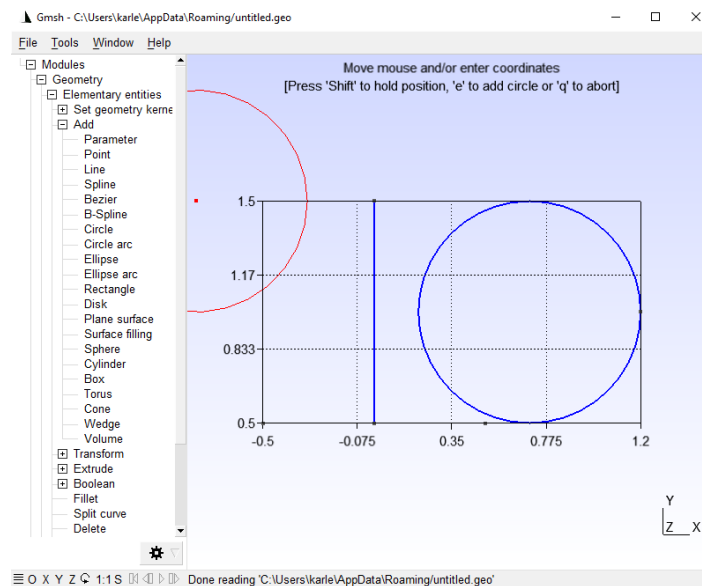 Gmsh - C:\Users\karle\AppData\Roaming/untitled.geo
File Tools Window Help
Modules
Geometry
Elementary entities
Set geometry kerne
Add
Parameter
Point
Line
Spline
Bezier
B-Spline
Circle
Circle arc
Ellipse
Ellipse arc
Rectangle
Disk
Plane surface
Surface filling
Sphere
Cylinder
Box
Torus
Cone
Wedge
Volume
Transform
Extrude
Boolean
Fillet
Split curve
Delete
Move mouse and/or enter coordinates
[Press 'Shift' to hold position, 'e' to add circle or 'q' to abort]
1.5
1.17
0.833
0.5
-0.5 -0.075 0.35 0.775 1.2
Y
Z X
O X Y Z 1:1 S Done reading 'C:\Users\karle\AppData\Roaming/untitled.geo'